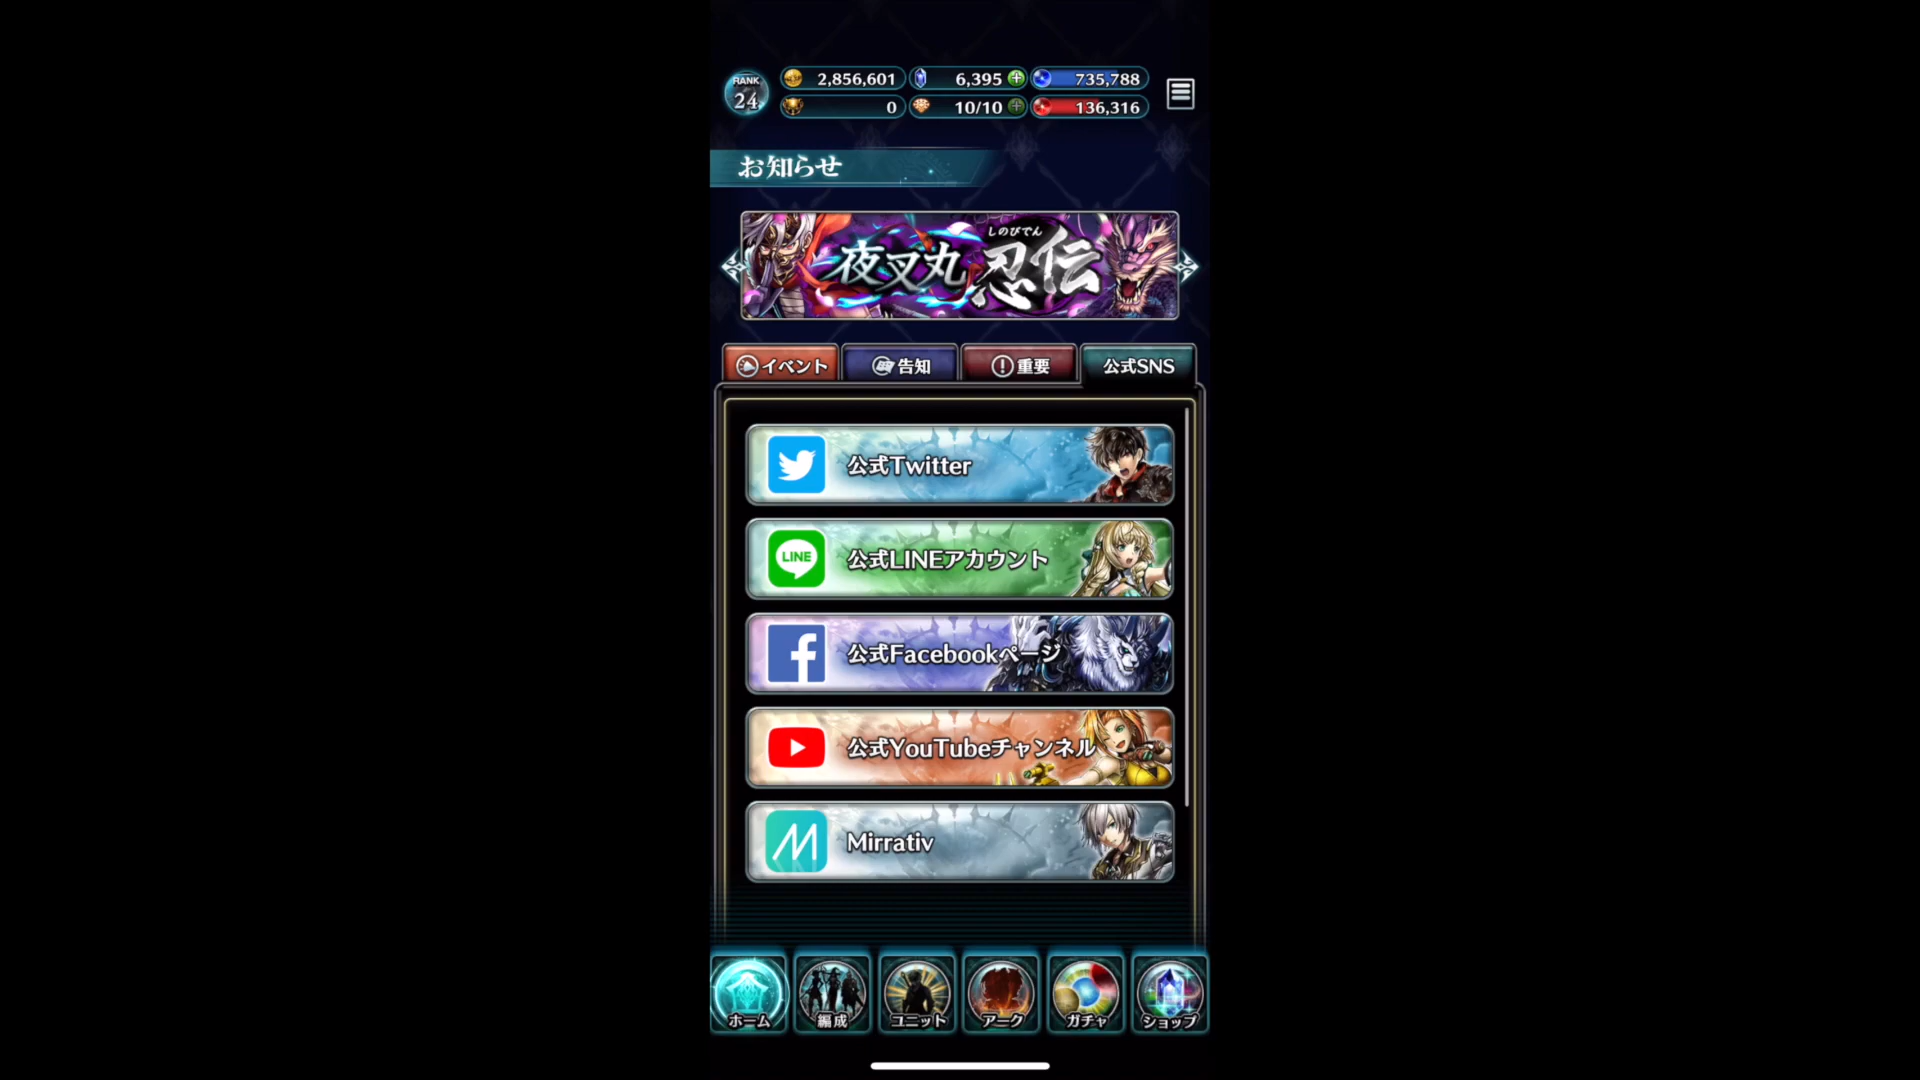 RANK
24
2,856,601
6,395
735,788
0
10/10
136,316
お知らせ
しのびでん
夜叉丸 忍伝
イベント
告知
重要
公式SNS
公式Twitter
LINE
公式LINEアカウント
公式Facebookページ
公式YouTubeチャンネル
Mirrativ
ホーム
編成
ユニット
アーク
ガチャ
ショップ